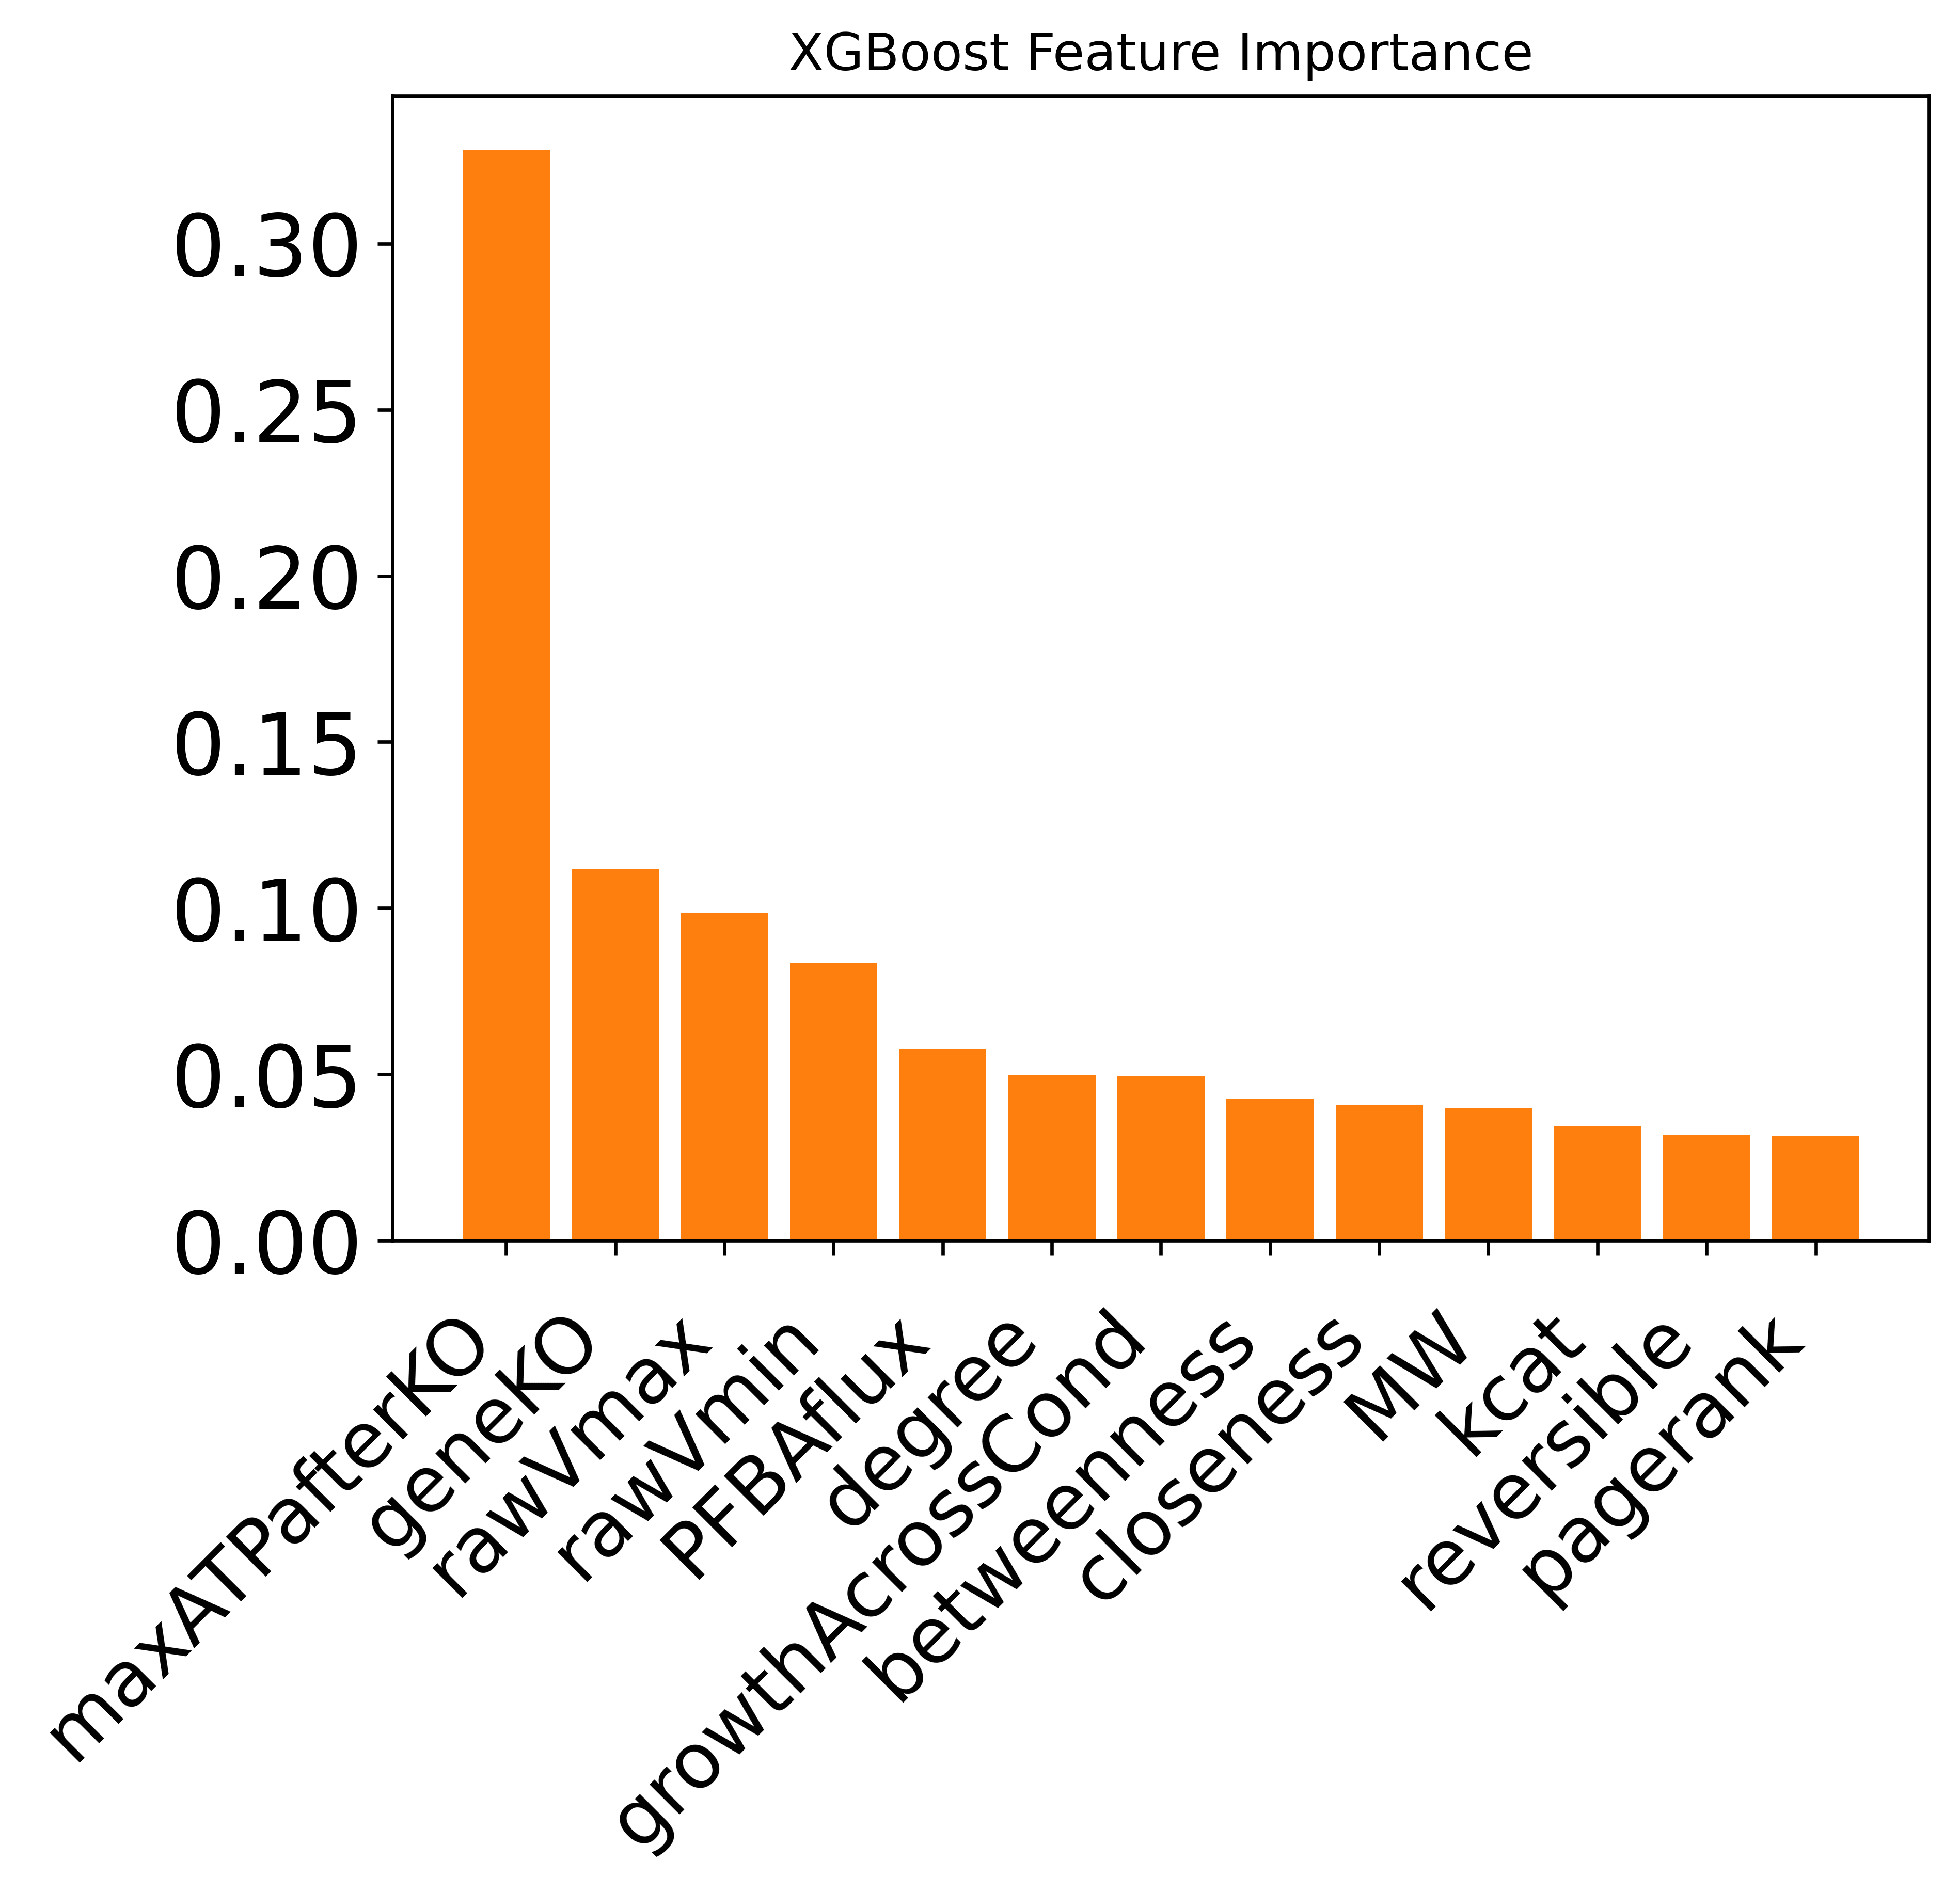 XGBoost Feature Importance
0.30
0.25
0.20
0.15
0.10
0.05
0.00
maxATPafterKO
geneKO
rawVmax
rawVmin
pFBAflux
degree
growthAcrossCond
betweenness
closeness
MW
kcat
reversible
pagerank